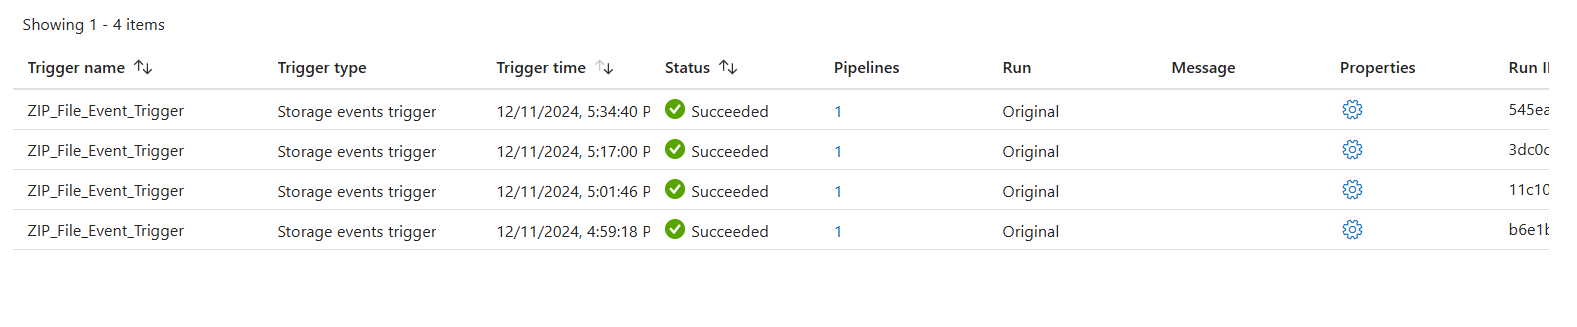 Showing 1 - 4 items
Trigger name Trigger type Trigger time Status Pipelines Run Message Properties Run
ZIP_File_Event_Trigger Storage events trigger 12/11/2024, 5:34:40 P Succeeded 1 Original 545ea
ZIP_File_Event_Trigger Storage events trigger 12/11/2024, 5:17:00 P Succeeded 1 Original
ZIP_File_Event_Trigger Storage events trigger 12/11/2024, 5:01:46 P Succeeded 1 Original 11c10
ZIP_File_Event_Trigger Storage events trigger 12/11/2024, 4:59:18 P Succeeded 1 Original b6e1b